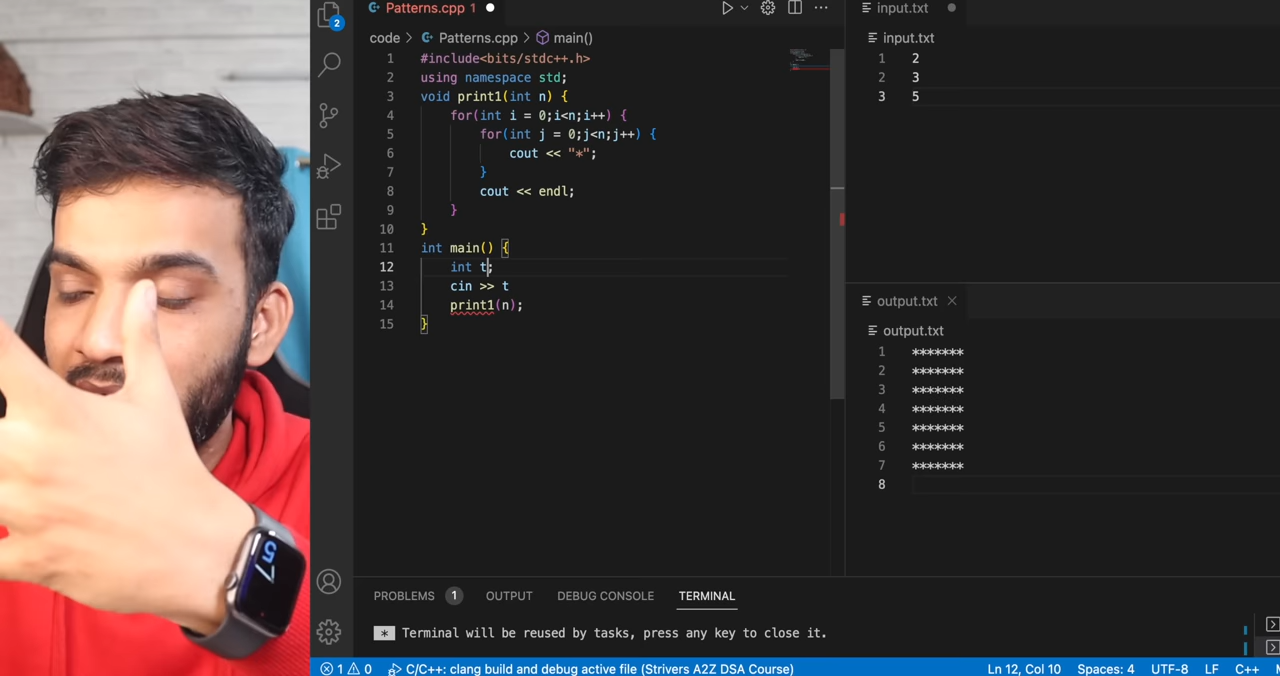 Patterns.cpp 1
2
code > Patterns.cpp > main()
1 #include<bits/stdc++.h>
2 using namespace std;
3 void print1(int n) {
4 for(int i = 0;i<n;i++) {
5 for(int j = 0;j<n;j++) {
6 cout << "*";
7 }
8 cout << endl;
9 }
10 }
11 int main() {
12 int t;
13 cin >> t
14 print1(n);
15 }
input.txt
input.txt
1 2
2 3
3 5
output.txt
output.txt
1 *******
2 *******
3 *******
4 *******
5 *******
6 *******
7 *******
8
PROBLEMS 1 OUTPUT DEBUG CONSOLE TERMINAL
* Terminal will be reused by tasks, press any key to close it.
1 0 C/C++: clang build and debug active file (Strivers A2Z DSA Course) Ln 12, Col 10 Spaces: 4 UTF-8 LF C++